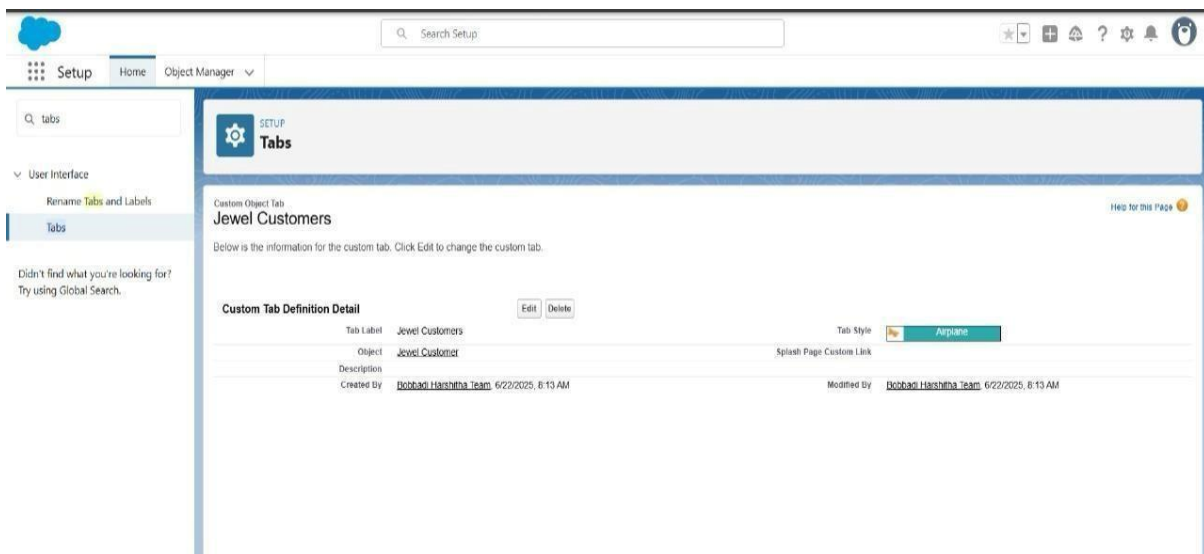 Search Setup
Setup Home Object Manager
tabs
SETUP
Tabs
User Interface
Rename Tabs and Labels
Tabs
Didn't find what you're looking for?
Try using Global Search.
Custom Object Tab
Jewel Customers
Help for this Page
Below is the information for the custom tab. Click Edit to change the custom tab.
Custom Tab Definition Detail Edit Delete
Tab Label Jewel Customers Tab Style Airplane
Object Jewel Customer Splash Page Custom Link
Description
Created By Bobbadi Harshitha Team, 6/22/2025, 8:13 AM Modified By Bobbadi Harshitha Team, 6/22/2025, 8:13 AM